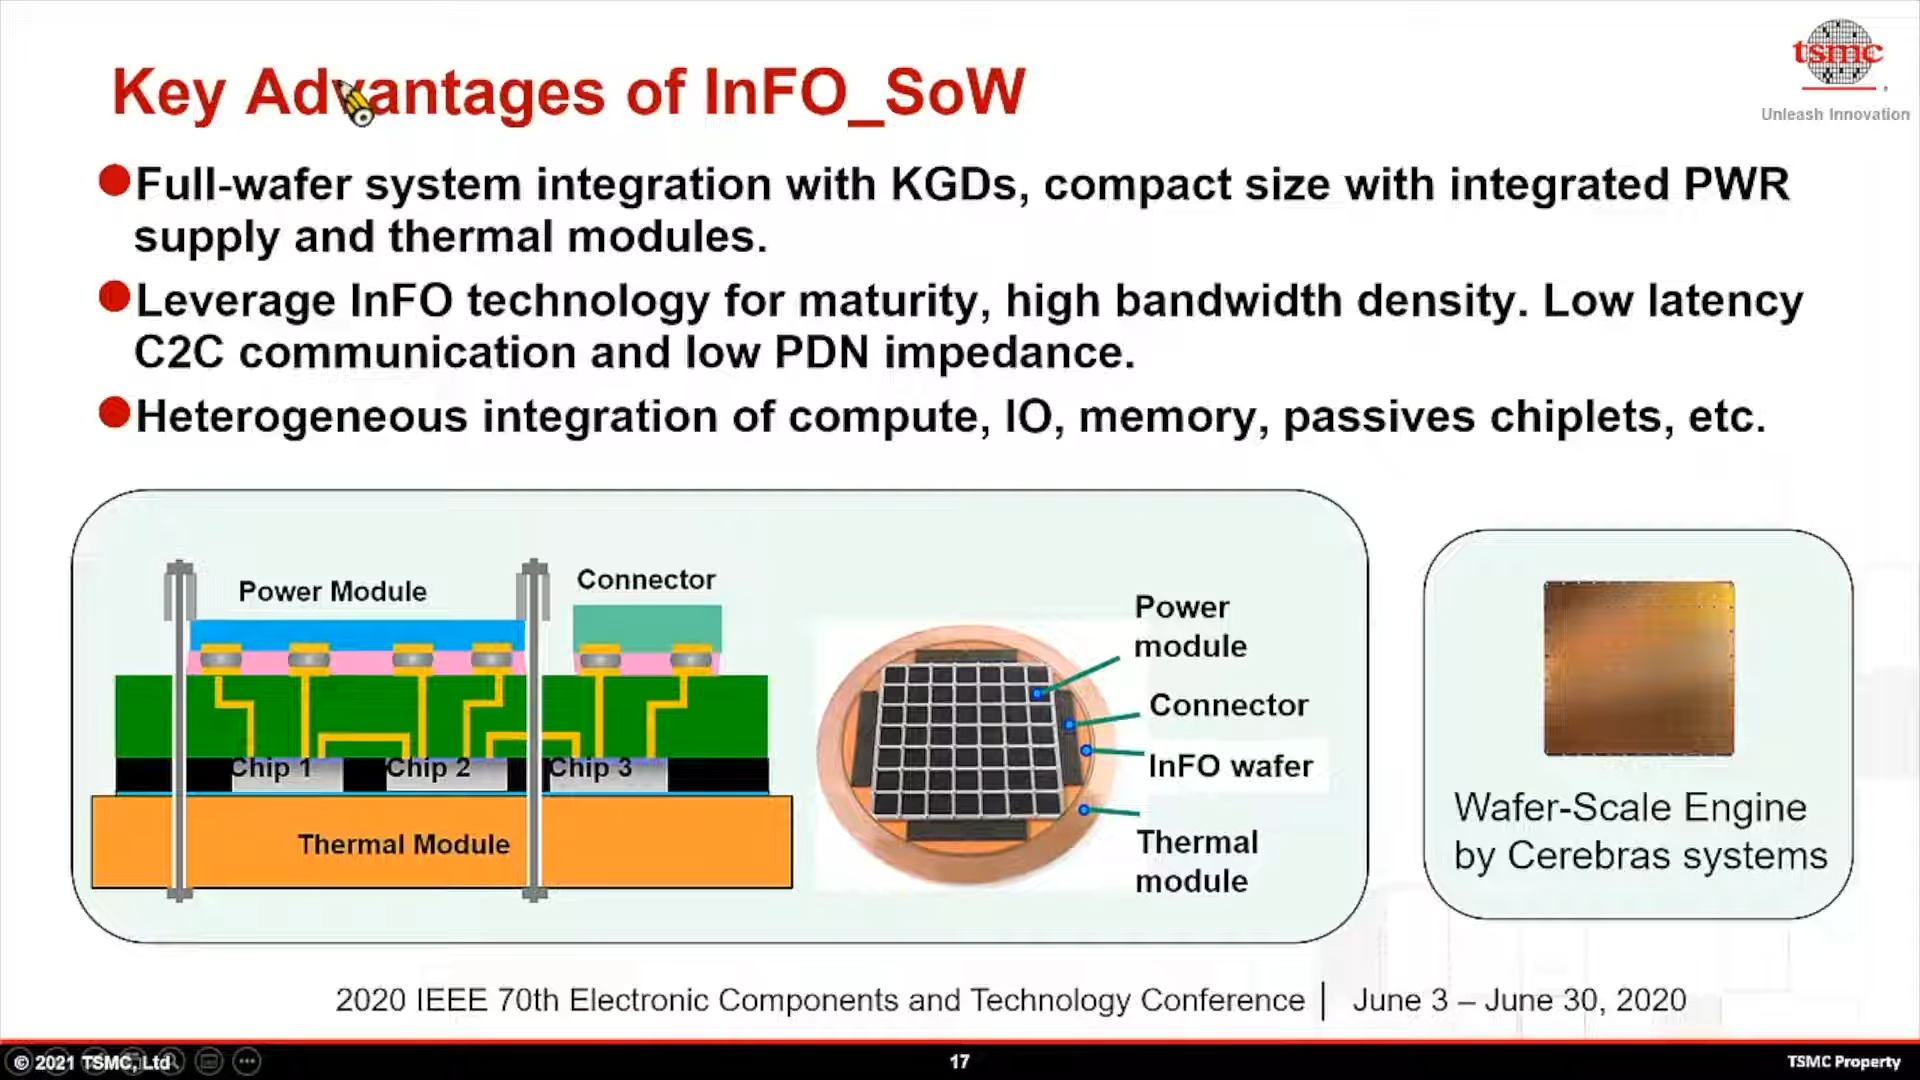 tsmc
Unleash Innovation
Key Advantages of InFO_SoW
Full-wafer system integration with KGDs, compact size with integrated PWR
supply and thermal modules.
Leverage InFO technology for maturity, high bandwidth density. Low latency
C2C communication and low PDN impedance.
Heterogeneous integration of compute, IO, memory, passives chiplets, etc.
Power Module
Connector
Chip 1
Chip 2
Chip 3
Thermal Module
Power
module
Connector
InFO wafer
Thermal
module
Wafer-Scale Engine
by Cerebras systems
2020 IEEE 70th Electronic Components and Technology Conference | June 3 – June 30, 2020
© 2021 TSMC, Ltd
17
TSMC Property